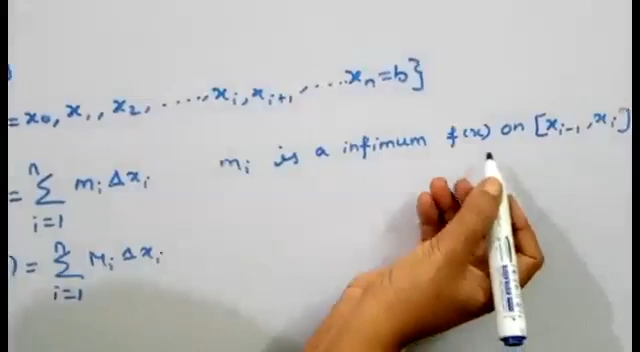 = x₀, x₁, x₂, ....., xᵢ, xᵢ₊₁, .... xₙ = b}
mᵢ is a infimum f(x) on [xᵢ₋₁, xᵢ]
= ∑ᵢ₌₁ⁿ mᵢ Δxᵢ
) = ∑ᵢ₌₁ⁿ Mᵢ Δxᵢ